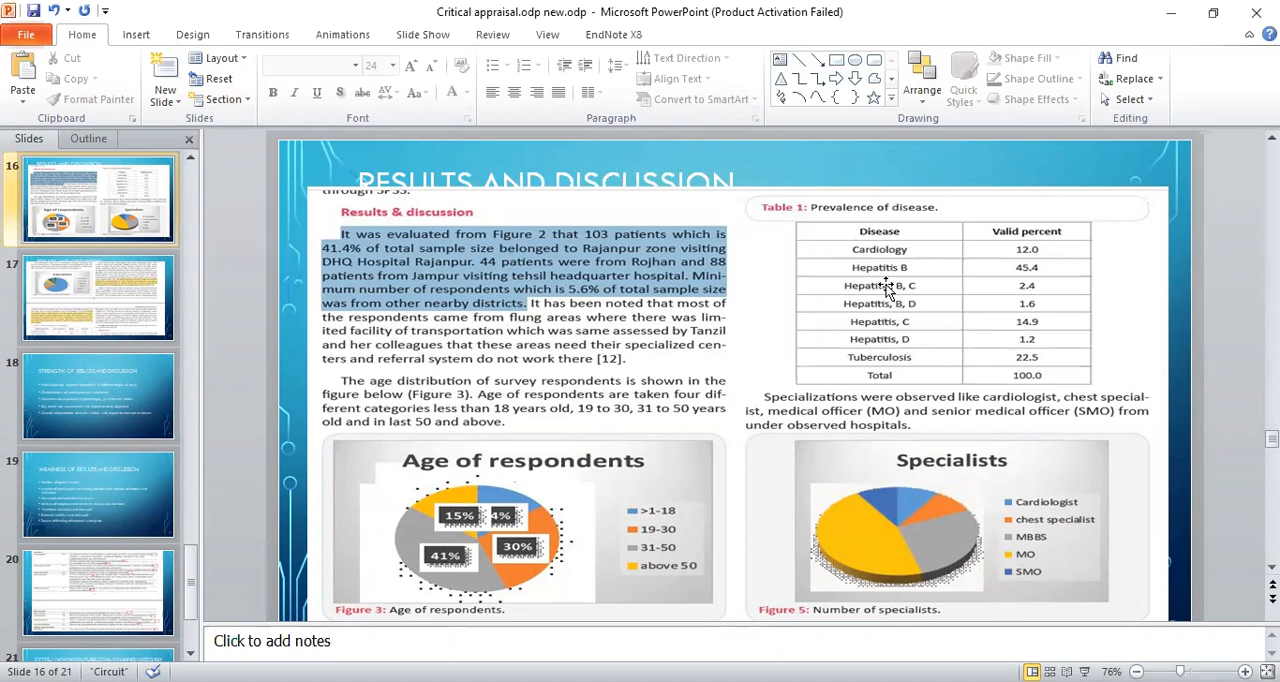 Critical appraisal.odp new.odp - Microsoft PowerPoint (Product Activation Failed)
File Home Insert Design Transitions Animations Slide Show Review View EndNote X8
Paste
Cut
Copy
Format Painter
Clipboard
New Slide
Layout
Reset
Section
Slides
24
Font
Text Direction
Align Text
Convert to SmartArt
Paragraph
Arrange
Quick Styles
Shape Fill
Shape Outline
Shape Effects
Drawing
Find
Replace
Select
Editing
Slides Outline
16
17
18
19
20
21
RESULTS AND DISCUSSION
through SPSS.
Results & discussion
It was evaluated from Figure 2 that 103 patients which is
41.4% of total sample size belonged to Rajanpur zone visiting
DHQ Hospital Rajanpur. patients were from Rojhan and 88
patients from Jampur visited headquarter hospital. Mini-
mum number of respondents which is 5.6% of total sample size
was from other nearby districts. It has been noted that most of
the respondents came from flung areas where there was lim-
ited facility of transportation which was same assessed by Tanzil
and her colleagues that these areas need their specialized cen-
ters and referral system do not work there [12].
The age distribution of survey respondents is shown in the
figure below (Figure 3). Age of respondents are taken four dif-
ferent categories less than 18 years old, 19 to 30, 31 to 50 years
old and in last 50 and above.
Age of respondents
15%
30%
41%
>1-18
19-30
31-50
above 50
Figure 3: Age of respondents.
Table 1: Prevalence of disease.
Disease Valid percent
Cardiology 12.0
Hepatitis B 45.4
Hepatitis B, C 2.4
Hepatitis, B, D 1.6
Hepatitis, C 14.9
Hepatitis, D 1.2
Tuberculosis 22.5
Total 100.0
Specializations were observed like cardiologist, chest special-
ist, medical officer (MO) and senior medical officer (SMO) from
under observed hospitals.
Specialists
Cardiologist
chest specialist
MBBS
MO
SMO
Number of specialists.
Click to add notes
Slide 16 of 21 "Circuit" 76%